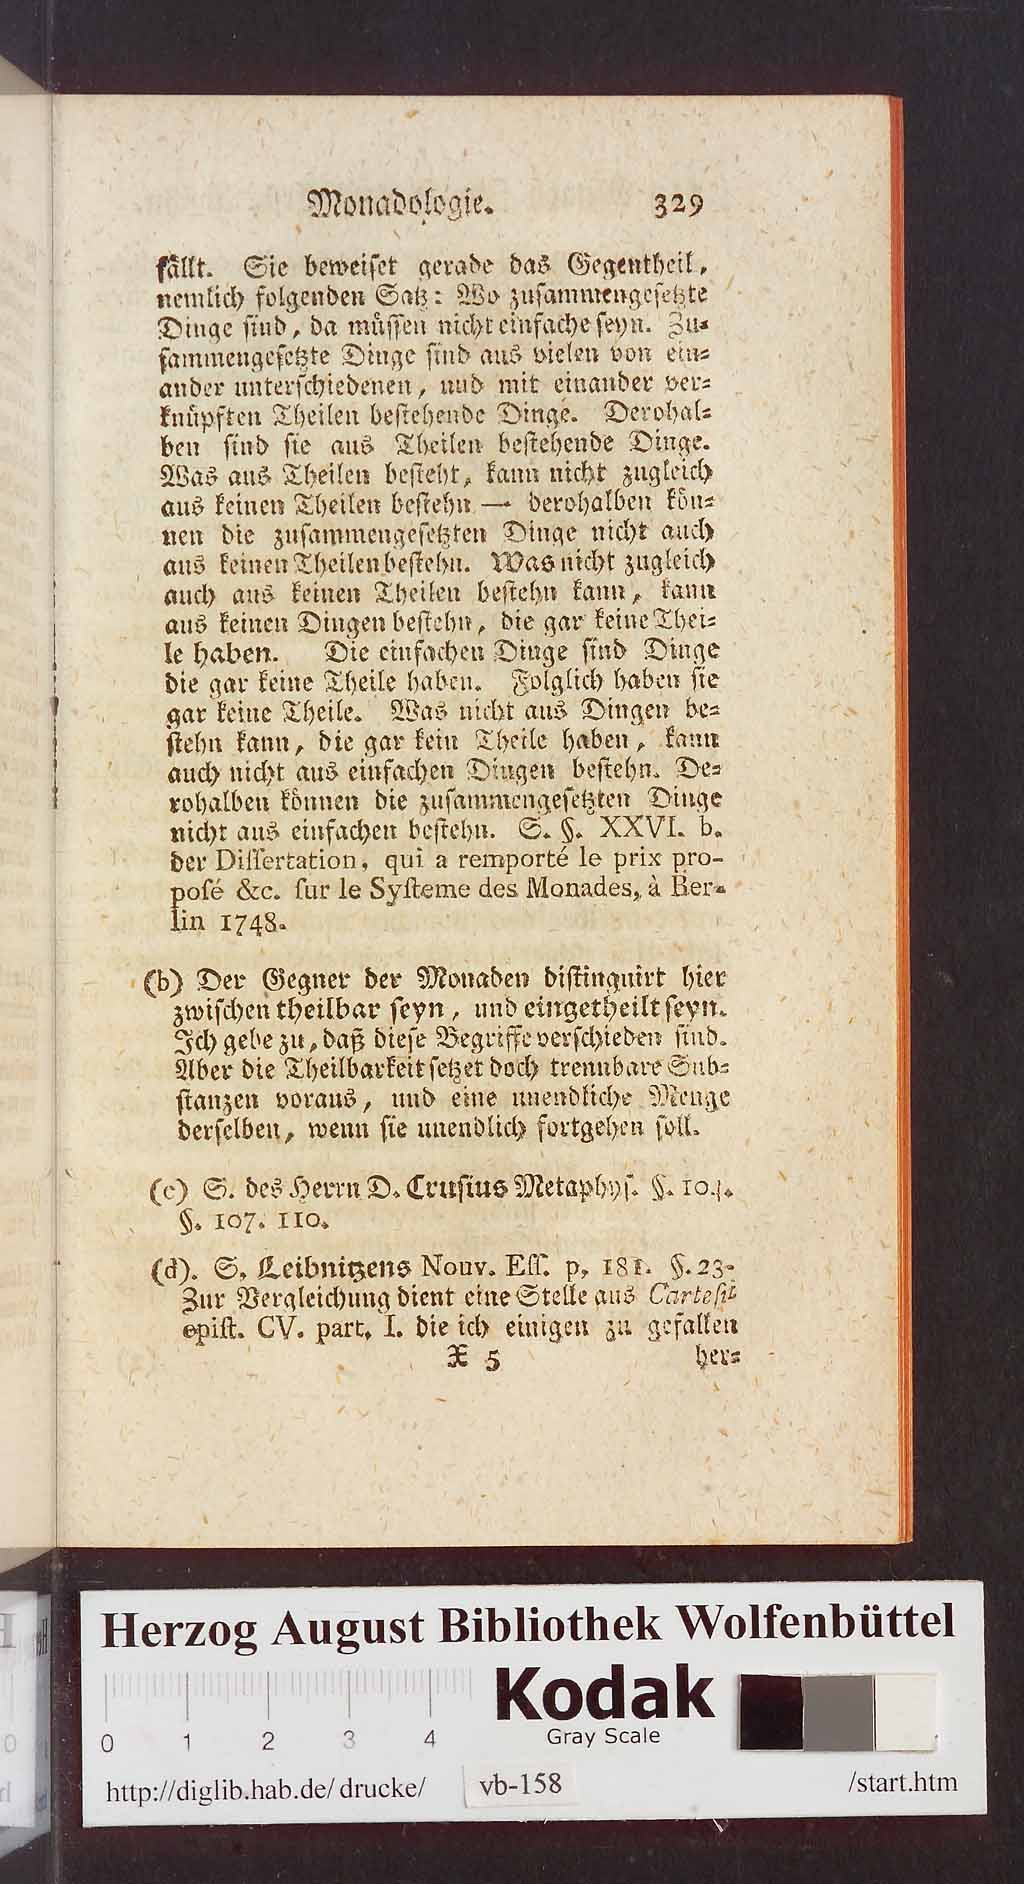 Monadologie. 329
fällt. Sie beweiset gerade das Gegentheil,
nemlich folgenden Satz: Wo zusammengesetzte
Dinge sind, da müssen nicht einfache seyn. Zu-
sammengesetzte Dinge sind aus vielen von ein-
ander unterschiedenen, und mit einander ver-
knüpften Theilen bestehende Dinge. Derohal-
ben sind sie aus Theilen bestehende Dinge.
Was aus Theilen besteht, kann nicht zugleich
aus keinen Theilen bestehn — derohalben kön-
nen die zusammengesetzten Dinge nicht auch
aus keinen Theilen bestehn. Was nicht zugleich
auch aus keinen Theilen bestehn kann, kann
aus keinen Dingen bestehn, die gar keine Thei-
le haben. Die einfachen Dinge sind Dinge
die gar keine Theile haben. Folglich haben sie
gar keine Theile. Was nicht aus Dingen be-
stehn kann, die gar kein Theile haben, kann
auch nicht aus einfachen Dingen bestehn. De-
rohalben können die zusammengesetzten Dinge
nicht aus einfachen bestehn. S. §. XXVI. b.
der Dissertation, qui a remporté le prix pro-
posé &c. sur le Systeme des Monades, à Ber-
lin 1748.
(b) Der Gegner der Monaden distinguirt hier
zwischen theilbar seyn, und eingetheilt seyn.
Ich gebe zu, daß diese Begriffe verschieden sind.
Aber die Theilbarkeit setzet doch trennbare Sub-
stanzen voraus, und eine unendliche Menge
derselben, wenn sie unendlich fortgehen soll.
(c) S. des Herrn D. Crusius Metaphys. §.
§. 107. 110.
(d). S. Leibnitzens Nouv. Ess. p. 181. §. 23.
Zur Vergleichung dient eine Stelle aus Cartesii
epist. CV. part. I. die ich einigen zu gefallen
X 5 her-
Herzog August Bibliothek Wolfenbüttel
Kodak
Gray Scale
0 1 2 3 4
http://diglib.hab.de/drucke/ vb-158 /start.htm